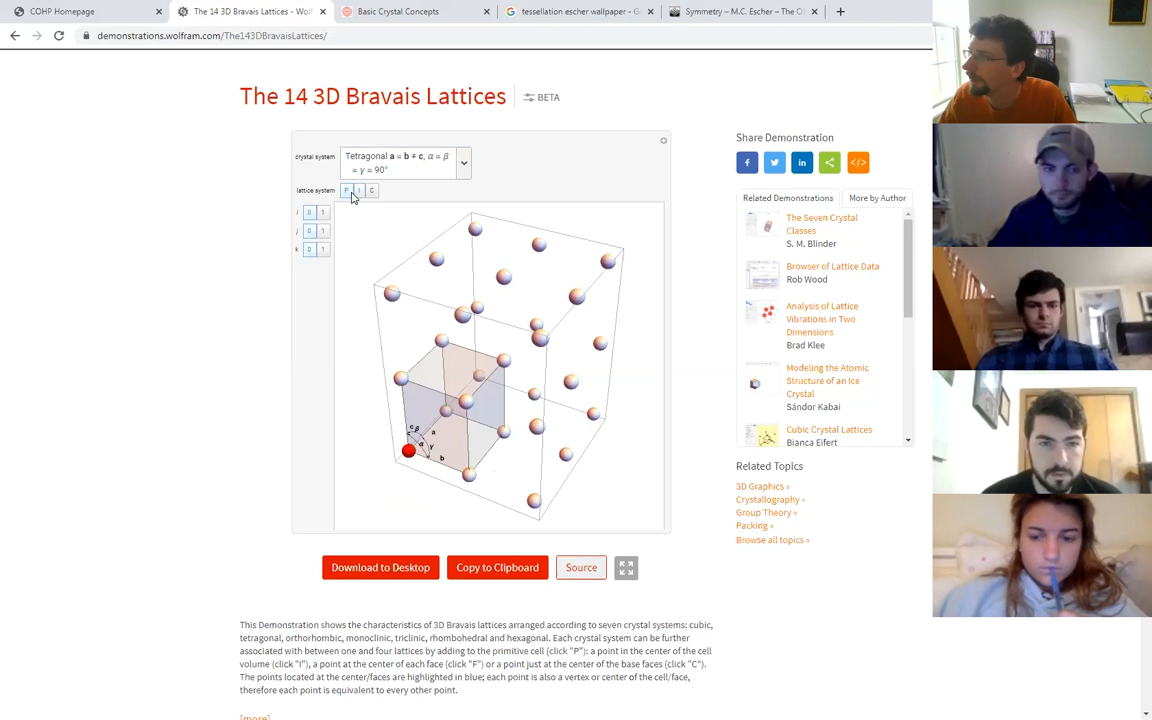 COHP Homepage
The 14 3D Bravais Lattices - Wolf
Basic Crystal Concepts
tessellation escher wallpaper - G
Symmetry – M.C. Escher – The O
demonstrations.wolfram.com/The143DBravaisLattices/
The 14 3D Bravais Lattices
BETA
crystal system
Tetragonal a = b ≠ c, α = β
= γ = 90°
lattice system
P I C
i 0 1
j 0 1
k 0 1
c β
a
α γ
b
Download to Desktop
Copy to Clipboard
Source
This Demonstration shows the characteristics of 3D Bravais lattices arranged according to seven crystal systems: cubic,
tetragonal, orthorhombic, monoclinic, triclinic, rhombohedral and hexagonal. Each crystal system can be further
associated with between one and four lattices by adding to the primitive cell (click "P"): a point in the center of the cell
volume (click "I"), a point at the center of each face (click "F") or a point just at the center of the base faces (click "C").
The points located at the center/faces are highlighted in blue; each point is also a vertex or center of the cell/face,
therefore each point is equivalent to every other point.
[more]
Share Demonstration
Related Demonstrations
More by Author
The Seven Crystal
Classes
S. M. Blinder
Browser of Lattice Data
Rob Wood
Analysis of Lattice
Vibrations in Two
Dimensions
Brad Klee
Modeling the Atomic
Structure of an Ice
Crystal
Sándor Kabai
Cubic Crystal Lattices
Bianca Eifert
Related Topics
3D Graphics »
Crystallography »
Group Theory »
Packing »
Browse all topics »